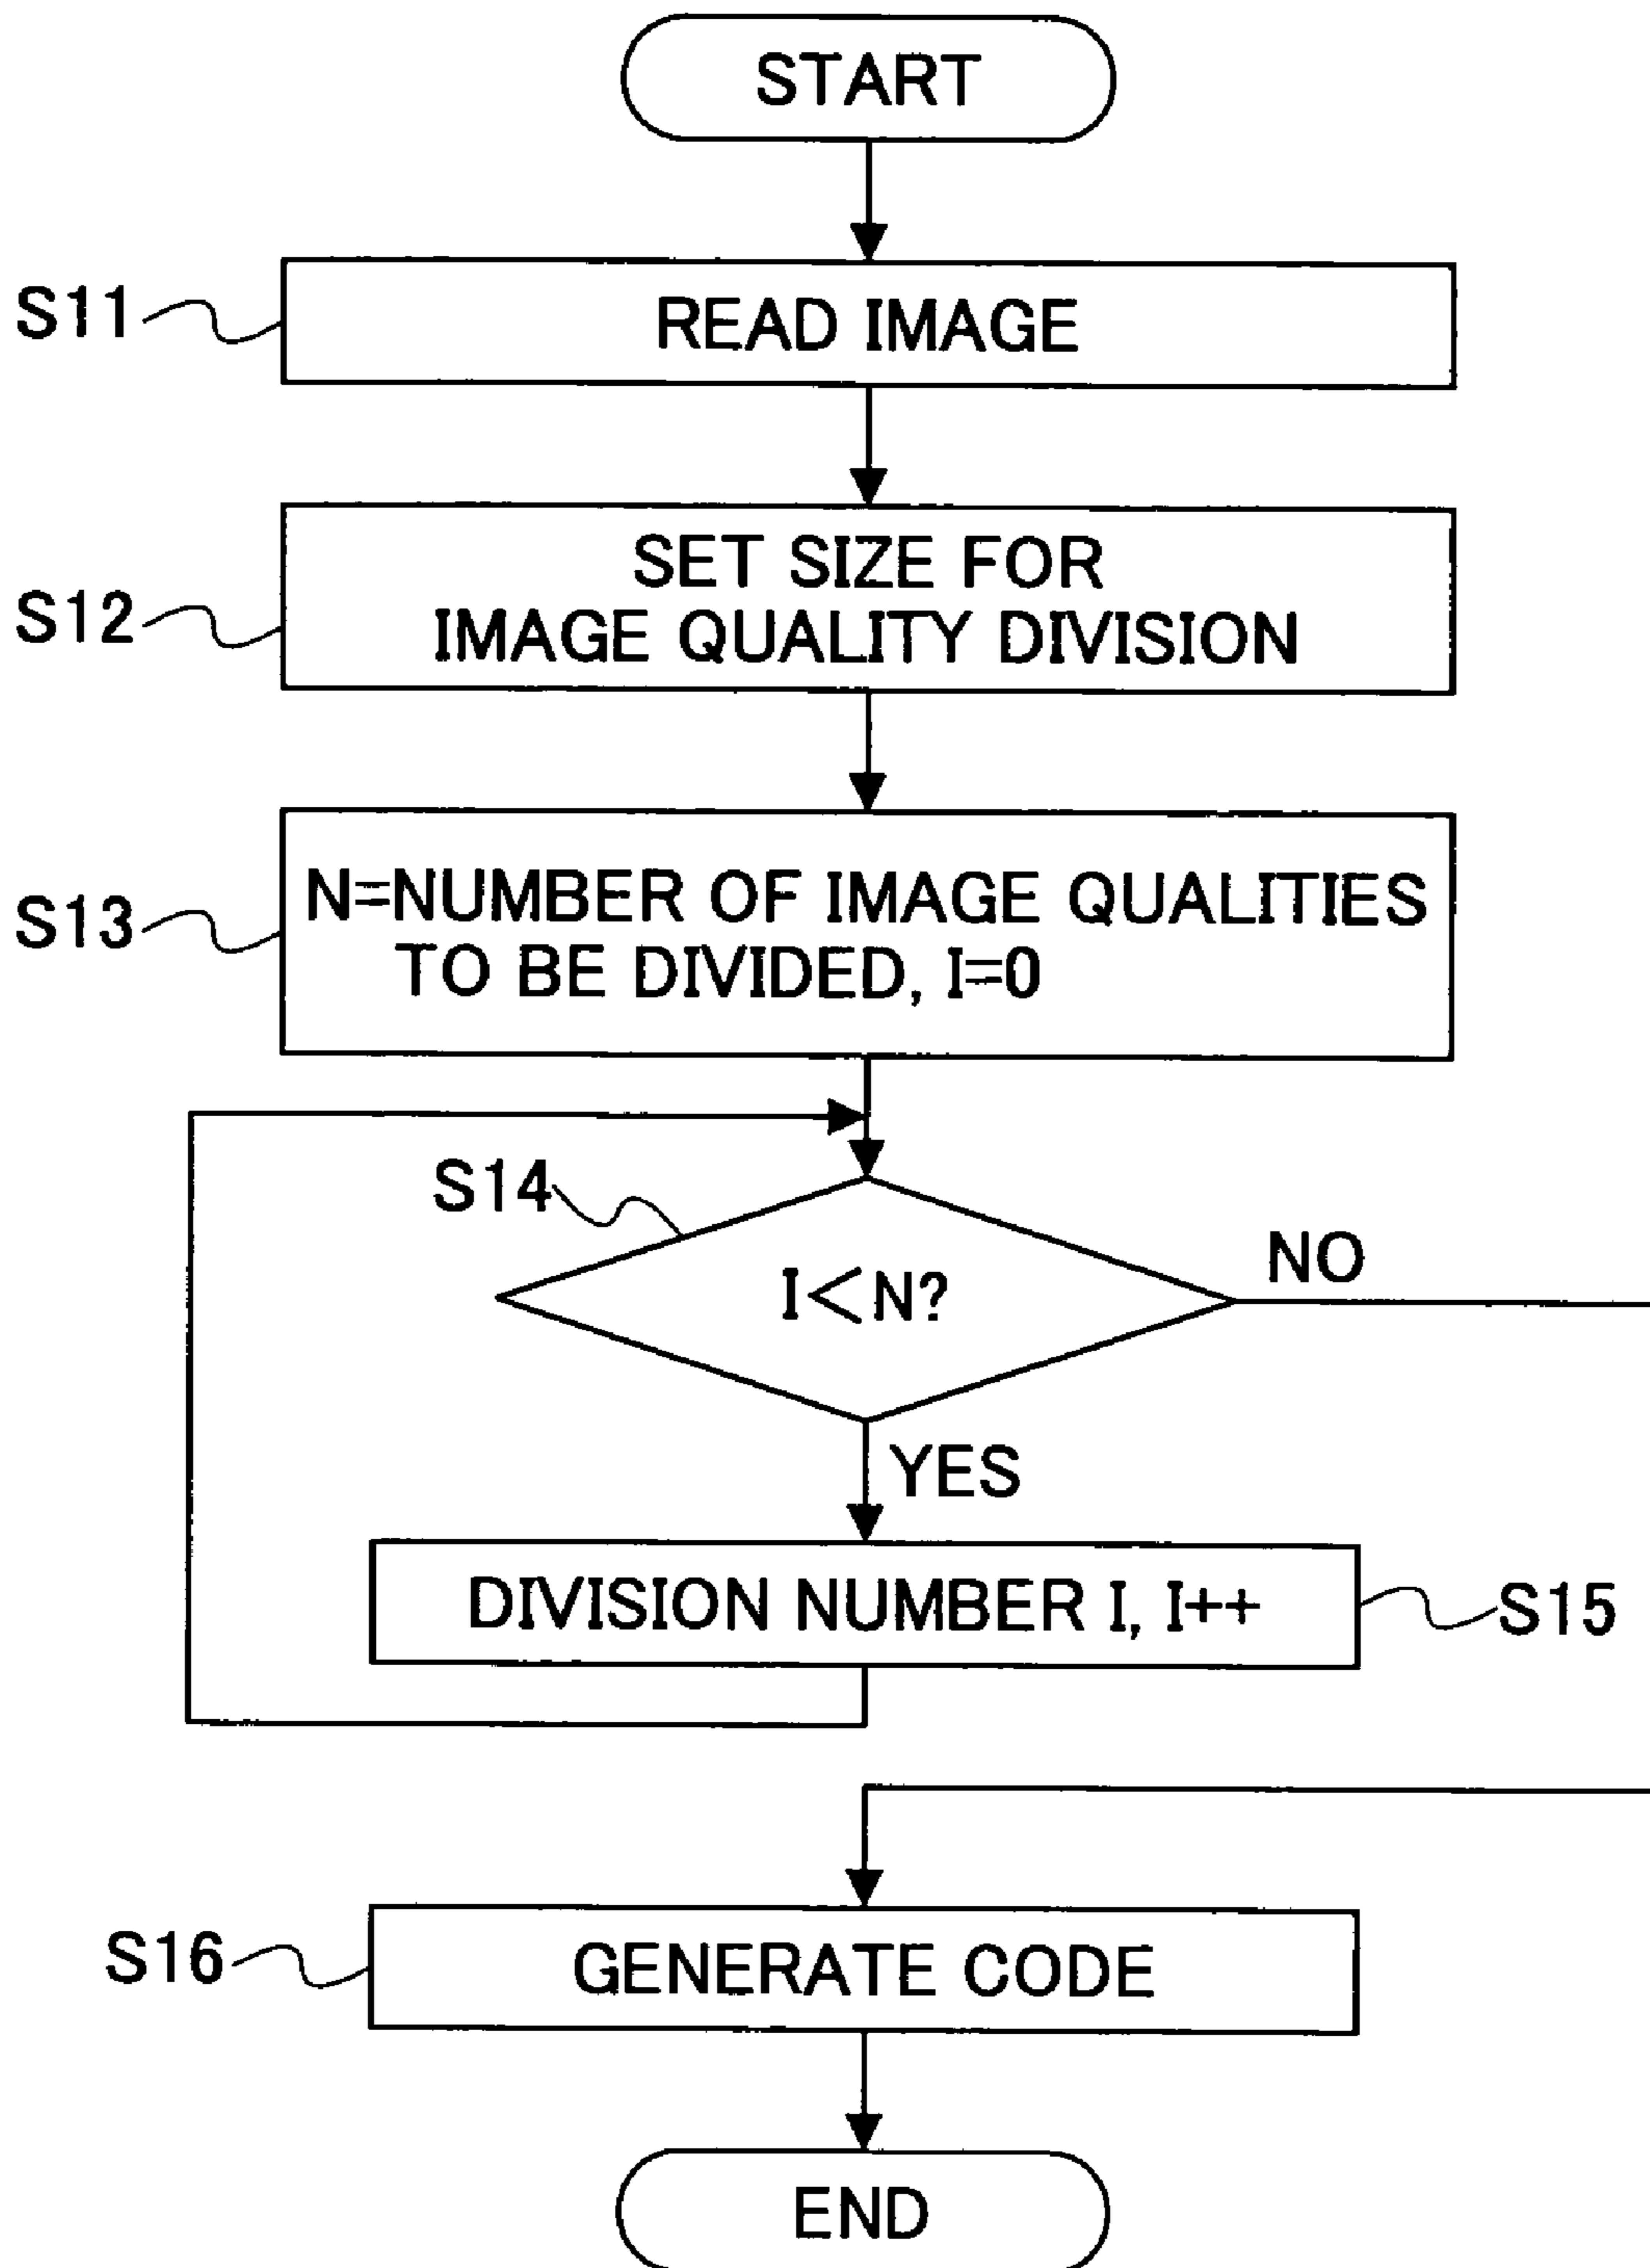 START
S11
READ IMAGE
S12
SET SIZE FOR
IMAGE QUALITY DIVISION
S13
N=NUMBER OF IMAGE QUALITIES
TO BE DIVIDED, I=0
S14
I<N?
NO
YES
DIVISION NUMBER I, I++
S15
S16
GENERATE CODE
END